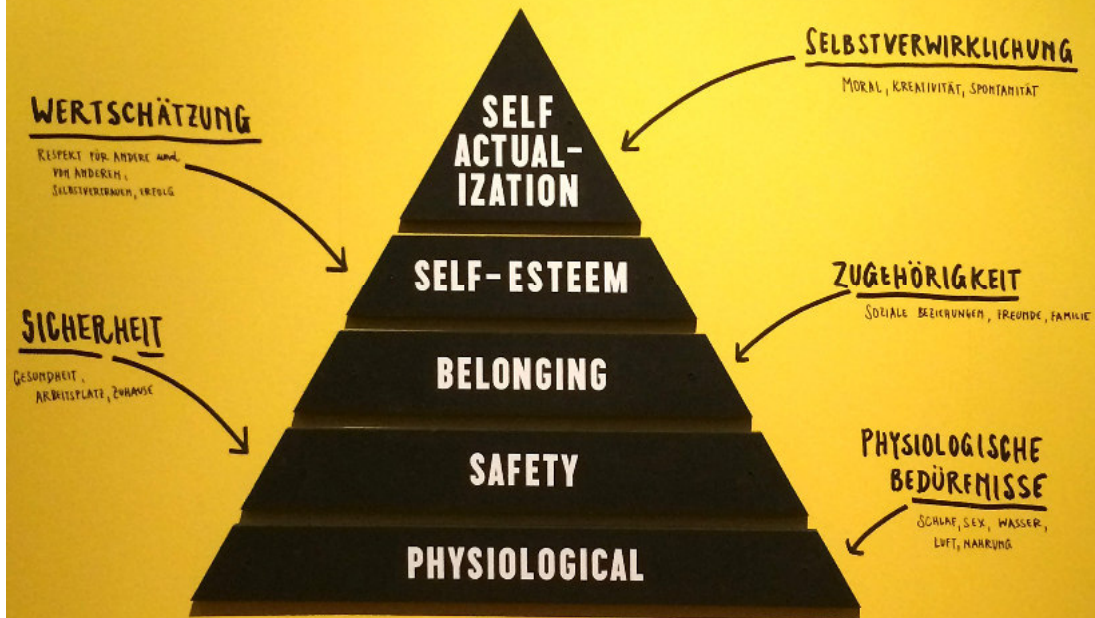 SELBSTVERWIRKLICHUNG
MORAL, KREATIVITÄT, SPONTANITÄT
WERTSCHÄTZUNG
RESPEKT FÜR ANDERE und
VON ANDEREN,
SELBSTVERTRAUEN, ERFOLG
SELF
ACTUAL-
IZATION
SELF-ESTEEM
ZUGEHÖRIGKEIT
SOZIALE BEZIEHUNGEN, FREUNDE, FAMILIE
SICHERHEIT
GESUNDHEIT,
ARBEITSPLATZ, ZUHAUSE
BELONGING
SAFETY
PHYSIOLOGISCHE
BEDÜRFNISSE
SCHLAF, SEX, WASSER,
LUFT, NAHRUNG
PHYSIOLOGICAL